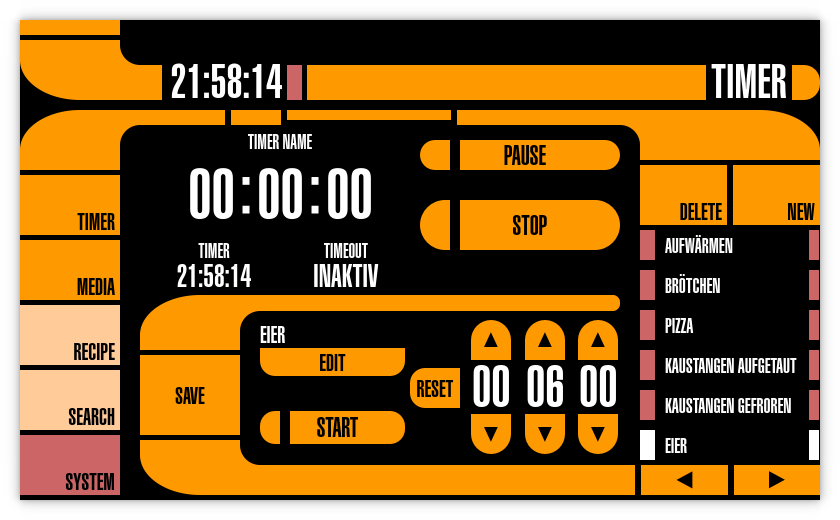 21:58:14
TIMER
TIMER NAME
00:00:00
TIMER
21:58:14
TIMEOUT
INAKTIV
PAUSE
STOP
DELETE
NEW
TIMER
MEDIA
RECIPE
SEARCH
SYSTEM
SAVE
EIER
EDIT
START
RESET
00 06 00
AUFWÄRMEN
BRÖTCHEN
PIZZA
KAUSTANGEN AUFGETAUT
KAUSTANGEN GEFROREN
EIER